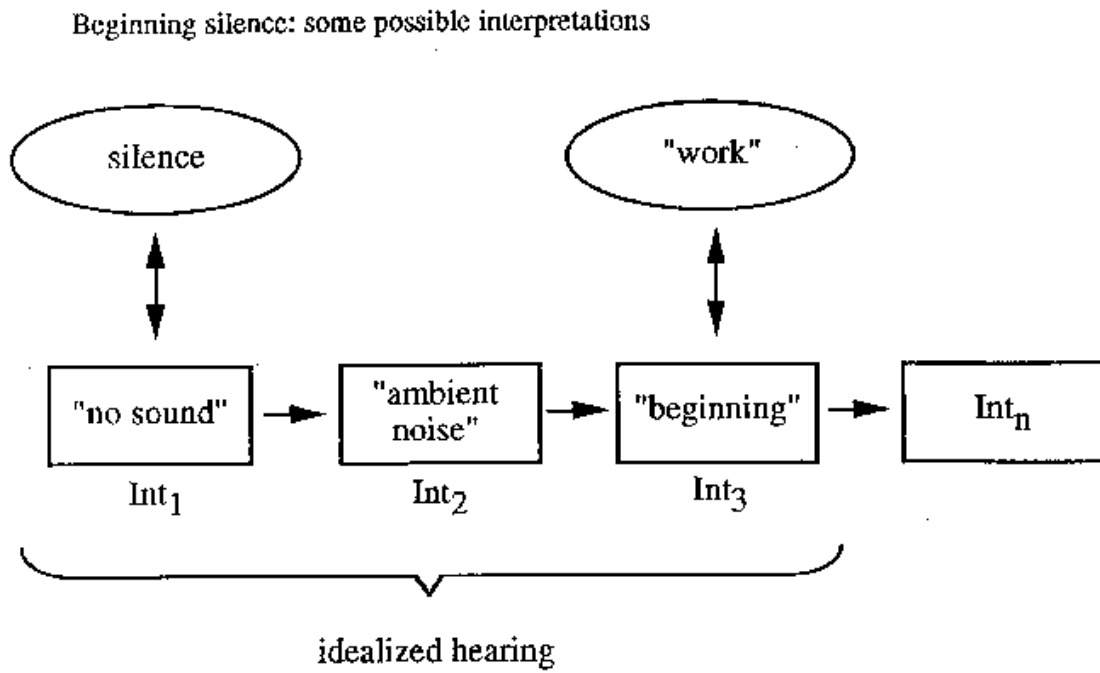 Beginning silence: some possible interpretations
silence
"work"
"no sound"
"ambient
noise"
"beginning"
Int_n
Int_1
Int_2
Int_3
idealized hearing